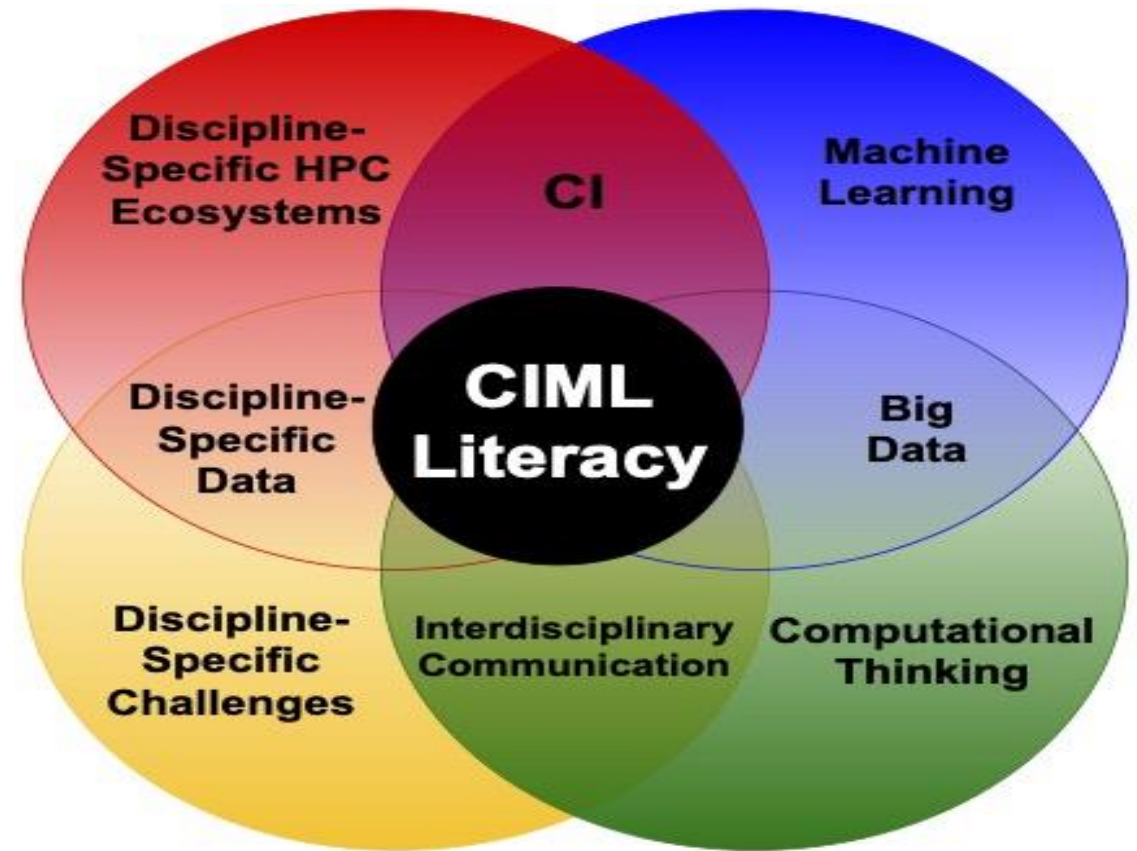 Discipline-
Specific HPC
Ecosystems
CI
Machine
Learning
Discipline-
Specific
Data
CIML
Literacy
Big
Data
Discipline-
Specific
Challenges
Interdisciplinary
Communication
Computational
Thinking